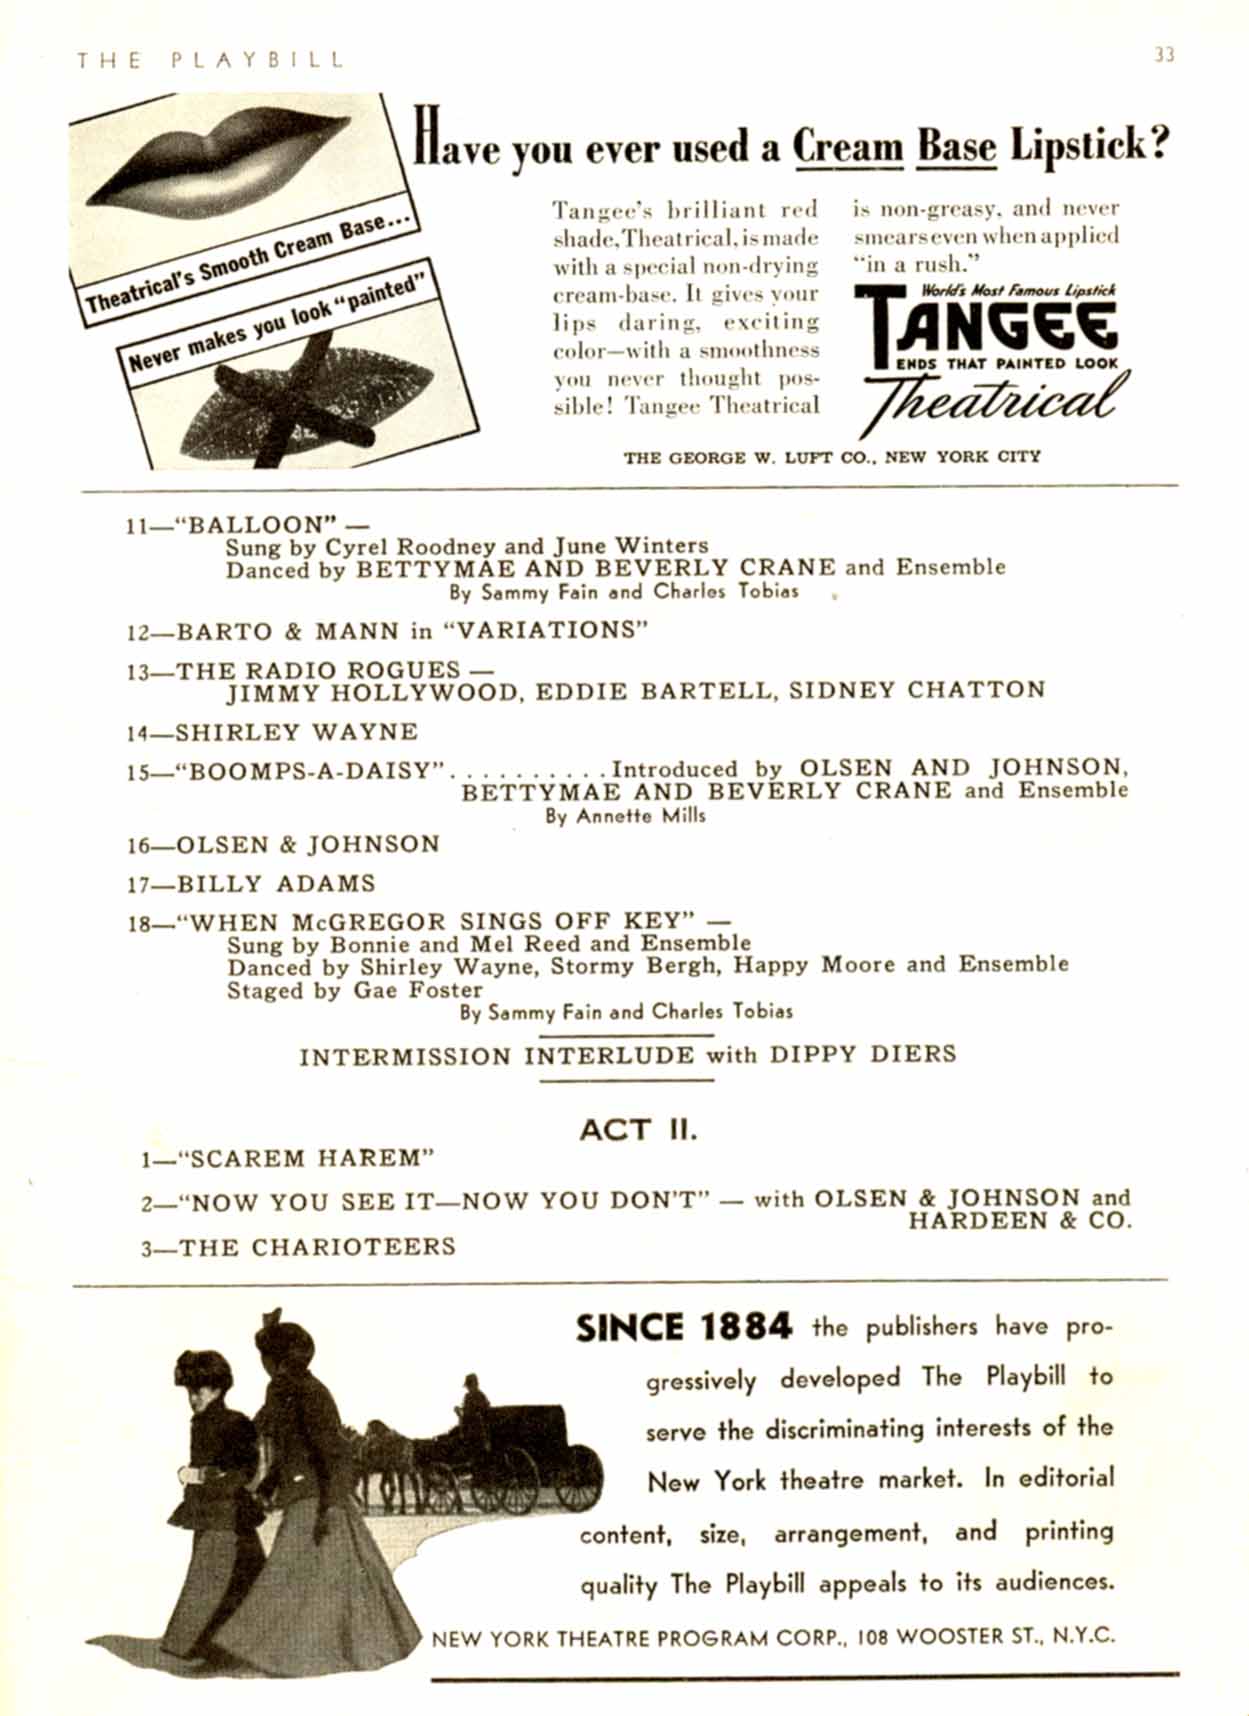 THE PLAYBILL
33
Theatrical's Smooth Cream Base...
Never makes you look "painted"
Have you ever used a Cream Base Lipstick?
Tangee's brilliant red
shade, Theatrical, is made
with a special non-drying
cream-base. It gives your
lips daring, exciting
color—with a smoothness
you never thought pos-
sible! Tangee Theatrical
is non-greasy, and never
smears even when applied
"in a rush."
World's Most Famous Lipstick
TANGEE
ENDS THAT PAINTED LOOK
Theatrical
THE GEORGE W. LUFT CO., NEW YORK CITY
11—"BALLOON" —
Sung by Cyrel Roodney and June Winters
Danced by BETTYMAE AND BEVERLY CRANE and Ensemble
By Sammy Fain and Charles Tobias
12—BARTO & MANN in "VARIATIONS"
13—THE RADIO ROGUES —
JIMMY HOLLYWOOD, EDDIE BARTELL, SIDNEY CHATTON
14—SHIRLEY WAYNE
15—"BOOMPS-A-DAISY" . . . . . . . . . . Introduced by OLSEN AND JOHNSON,
BETTYMAE AND BEVERLY CRANE and Ensemble
By Annette Mills
16—OLSEN & JOHNSON
17—BILLY ADAMS
18—"WHEN McGREGOR SINGS OFF KEY" —
Sung by Bonnie and Mel Reed and Ensemble
Danced by Shirley Wayne, Stormy Bergh, Happy Moore and Ensemble
Staged by Gae Foster
By Sammy Fain and Charles Tobias
INTERMISSION INTERLUDE with DIPPY DIERS
ACT II.
1—"SCAREM HAREM"
2—"NOW YOU SEE IT—NOW YOU DON'T" — with OLSEN & JOHNSON and
HARDEEN & CO.
3—THE CHARIOTEERS
SINCE 1884 the publishers have pro-
gressively developed The Playbill to
serve the discriminating interests of the
New York theatre market. In editorial
content, size, arrangement, and printing
quality The Playbill appeals to its audiences.
NEW YORK THEATRE PROGRAM CORP., 108 WOOSTER ST., N.Y.C.